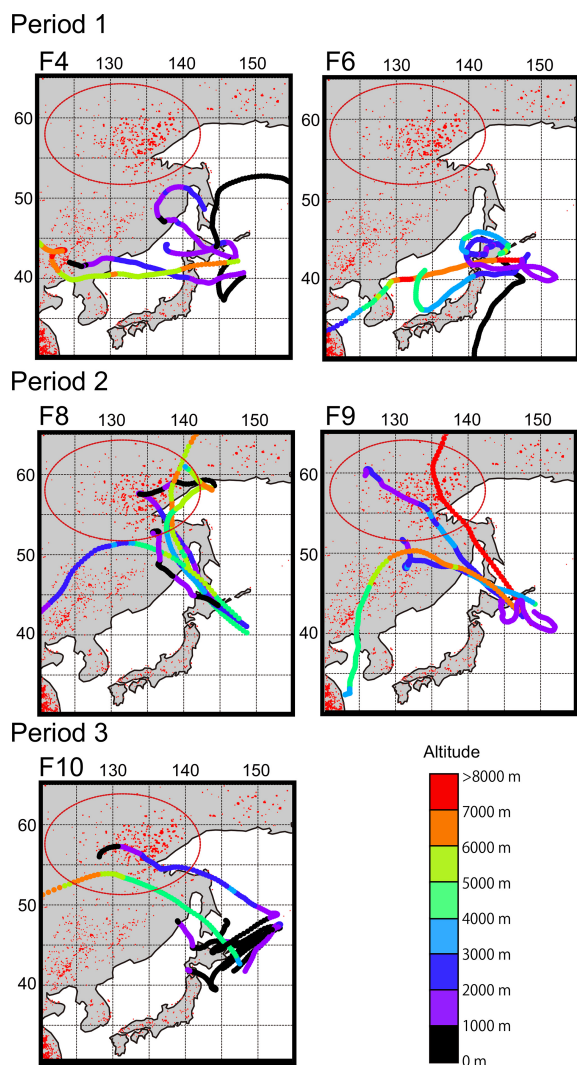 Period 1
F4 130 140 150
F6 130 140 150
60 60
50 50
40 40
Period 2
F8 130 140 150
F9 130 140 150
60 60
50 50
40 40
Period 3
F10 130 140 150
60
50
40
Altitude
>8000 m
7000 m
6000 m
5000 m
4000 m
3000 m
2000 m
1000 m
0 m